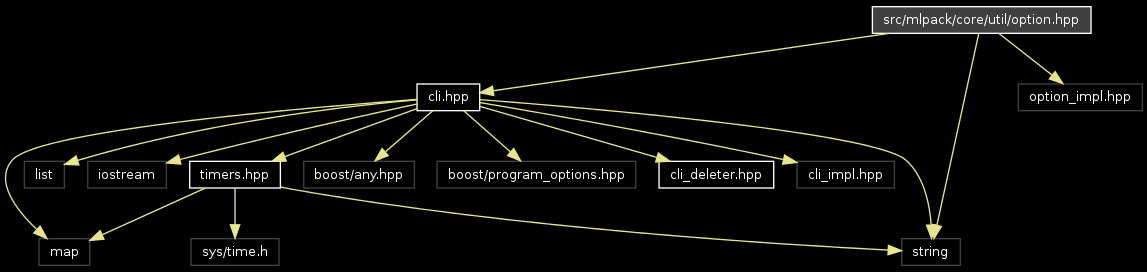 src/mlpack/core/util/option.hpp
cli.hpp
option_impl.hpp
list
iostream
timers.hpp
boost/any.hpp
boost/program_options.hpp
cli_deleter.hpp
cli_impl.hpp
map
sys/time.h
string